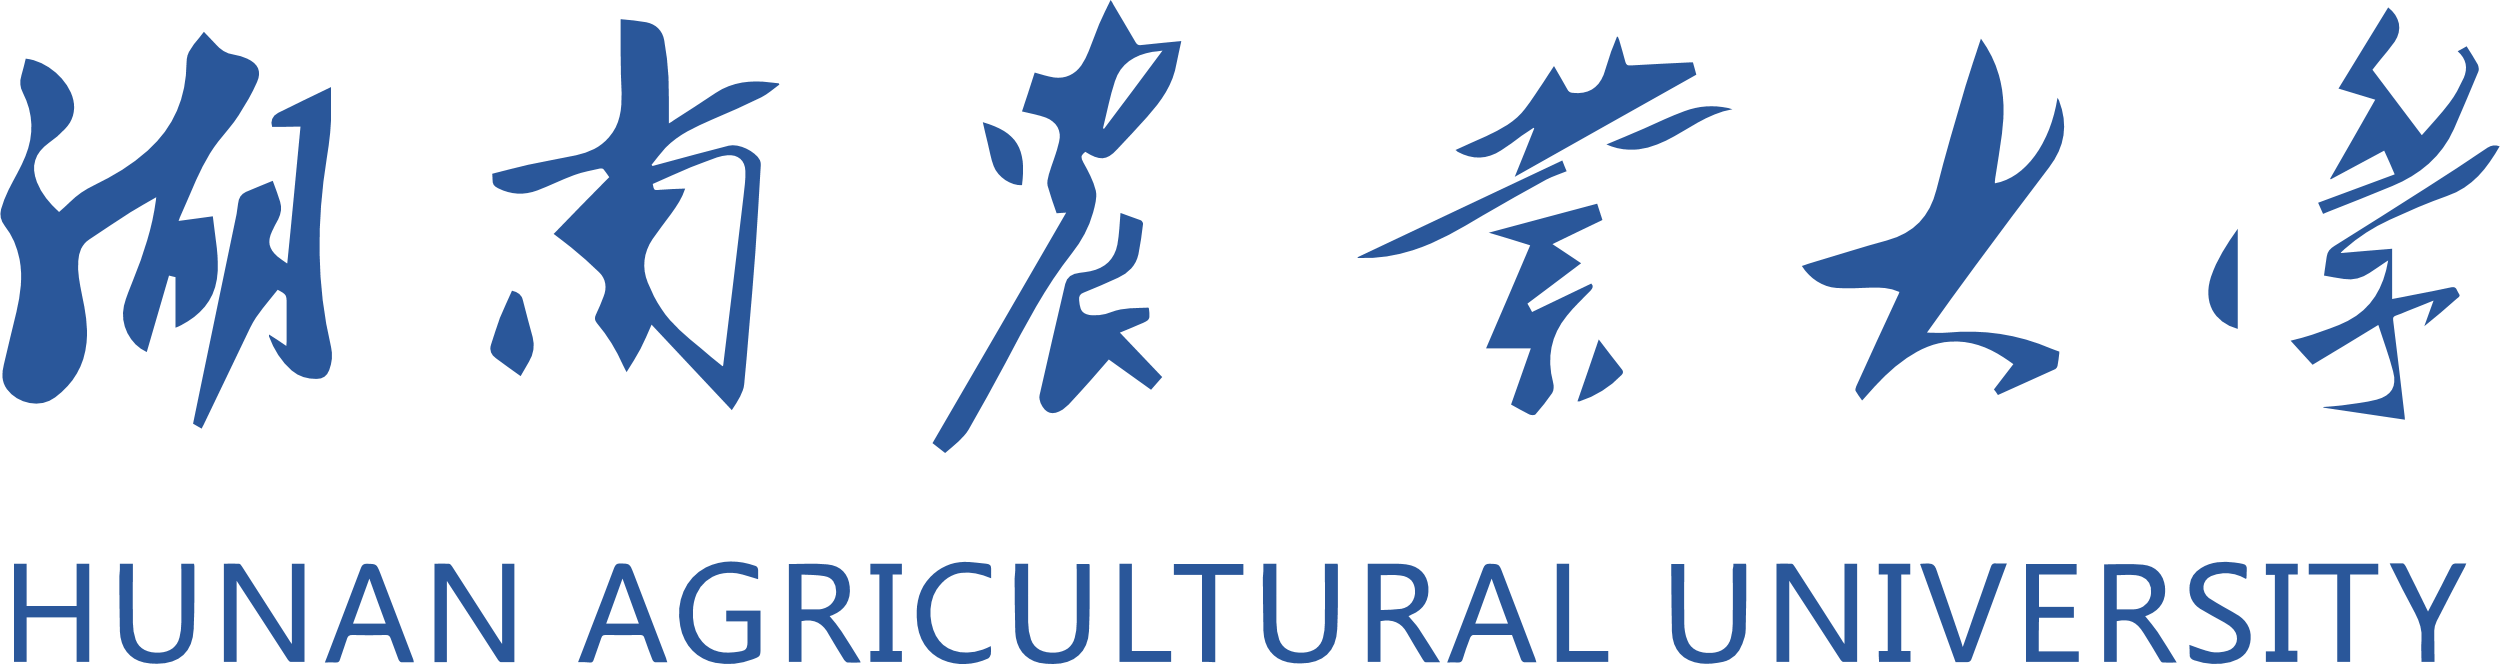 湖南农业大学
HUNAN AGRICULTURAL UNIVERSITY